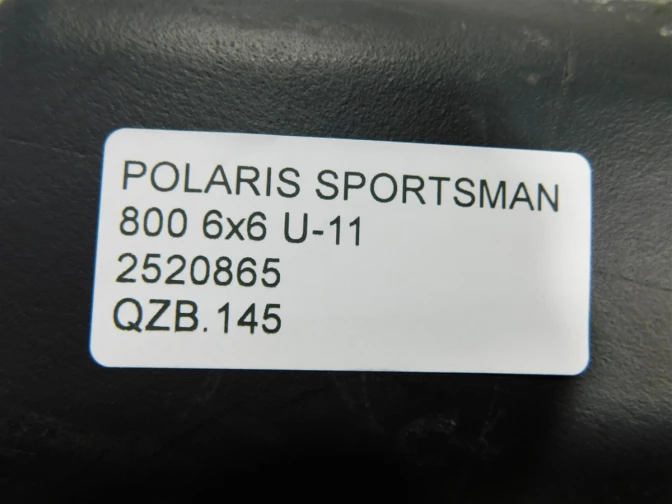 POLARIS SPORTSMAN
800 6x6 U-11
2520865
QZB.145